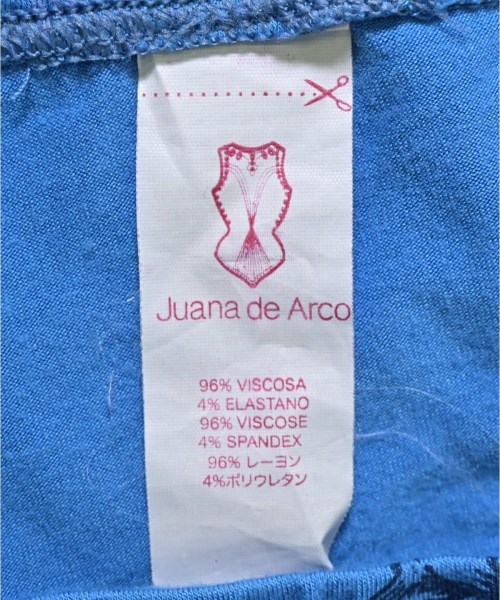 Juana de Arco
96% VISCOSA
4% ELASTANO
96% VISCOSE
4% SPANDEX
96% レーヨン
4%ポリウレタン